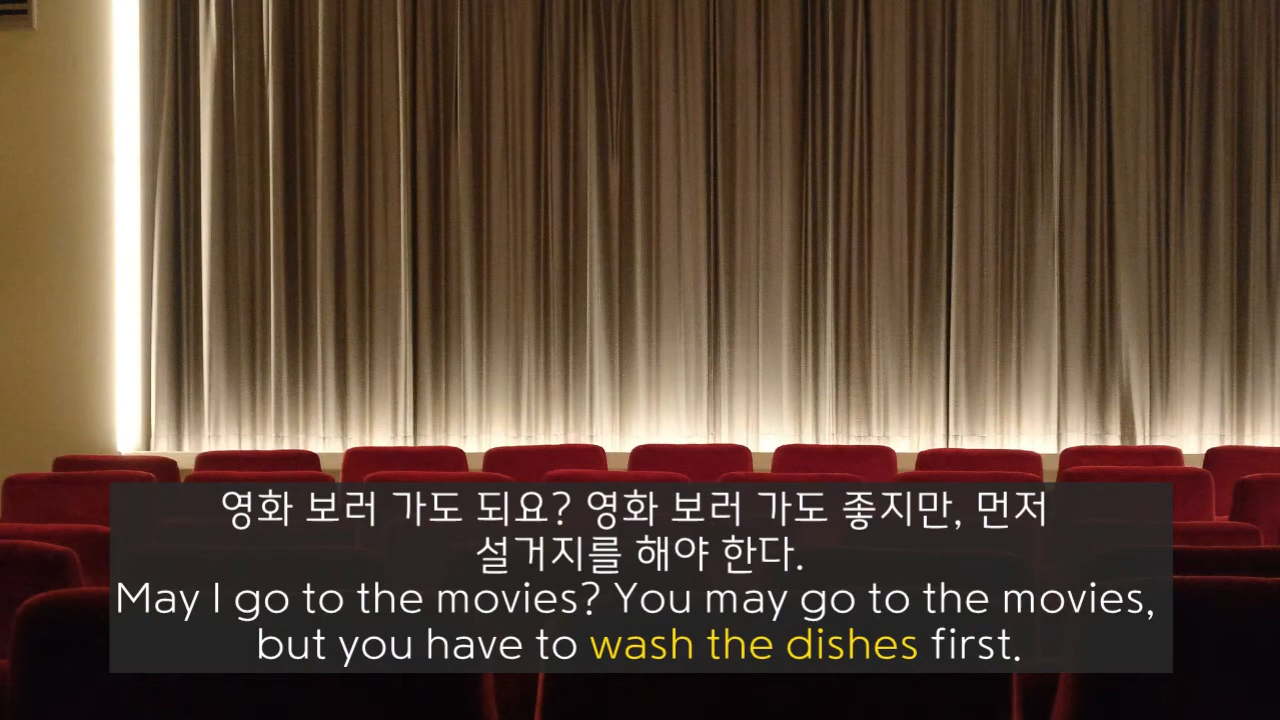 영화 보러 가도 되요? 영화 보러 가도 좋지만, 먼저
설거지를 해야 한다.
May I go to the movies? You may go to the movies,
but you have to wash the dishes first.